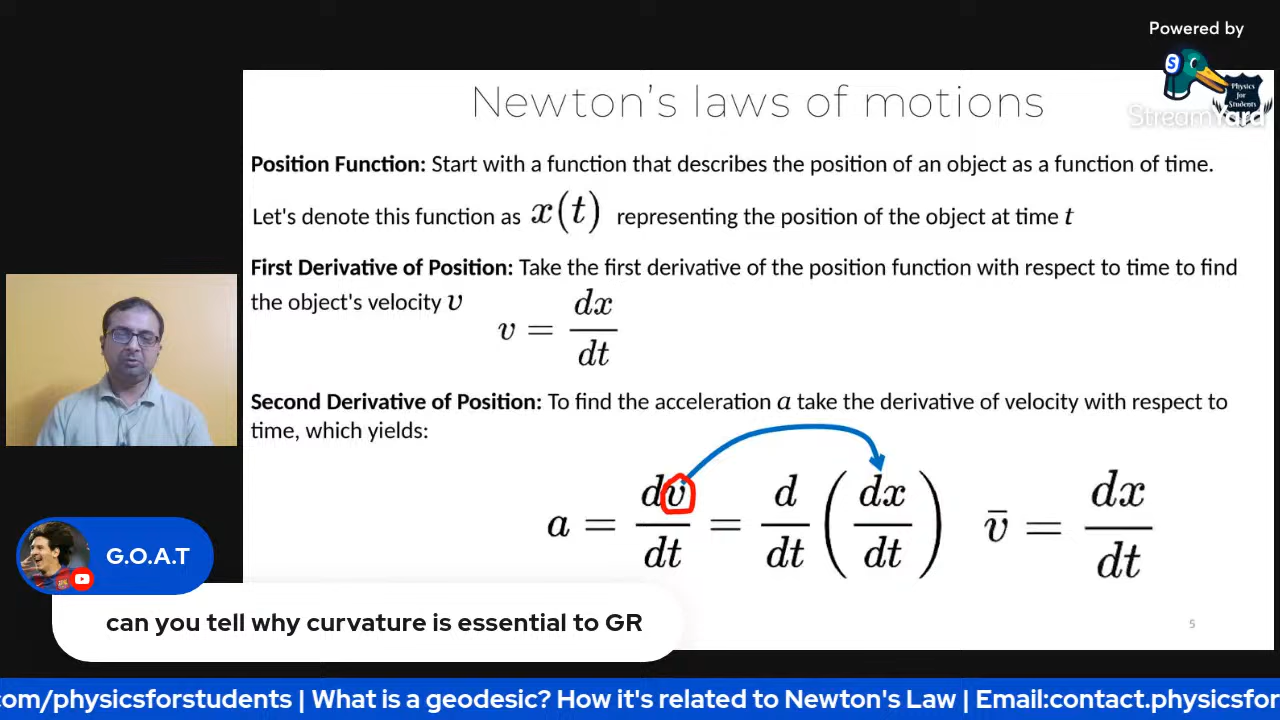 Powered by
StreamYard
Physics
for
Students
Newton's laws of motions
Position Function: Start with a function that describes the position of an object as a function of time.
Let's denote this function as x(t) representing the position of the object at time t
First Derivative of Position: Take the first derivative of the position function with respect to time to find
the object's velocity v
v = dx/dt
Second Derivative of Position: To find the acceleration a take the derivative of velocity with respect to
time, which yields:
a = dv/dt = d/dt (dx/dt) v̄ = dx/dt
G.O.A.T
can you tell why curvature is essential to GR
5
com/physicsforstudents | What is a geodesic? How it's related to Newton's Law | Email:contact.physicsfor